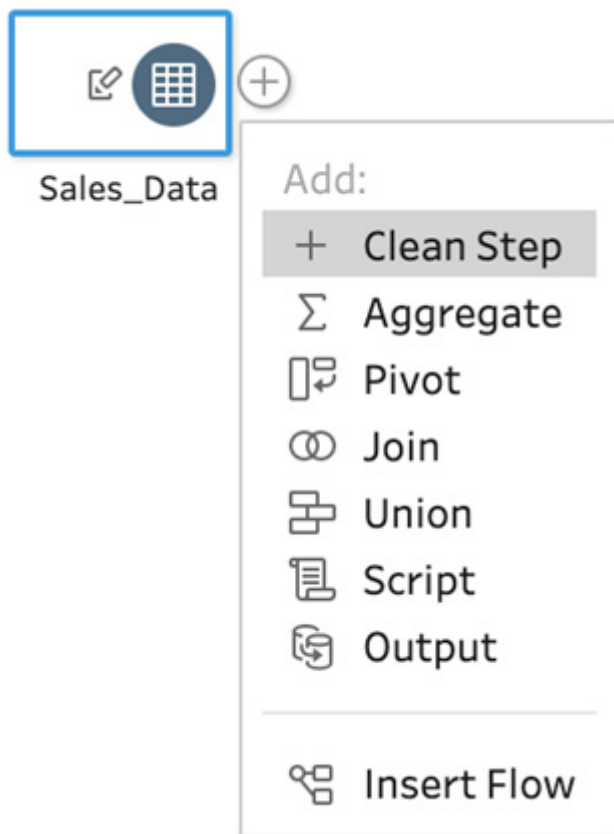 Sales_Data
Add:
Clean Step
Aggregate
Pivot
Join
Union
Script
Output
Insert Flow